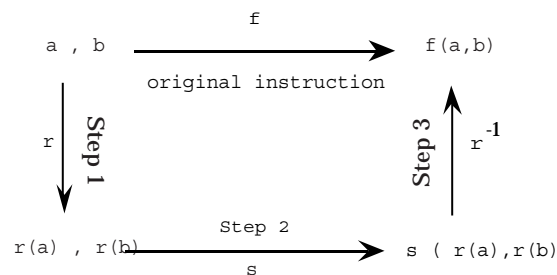 f
a , b
f(a,b)
original instruction
r
Step 1
Step 3
r-1
Step 2
r(a) , r(b)
s ( r(a),r(b)
s